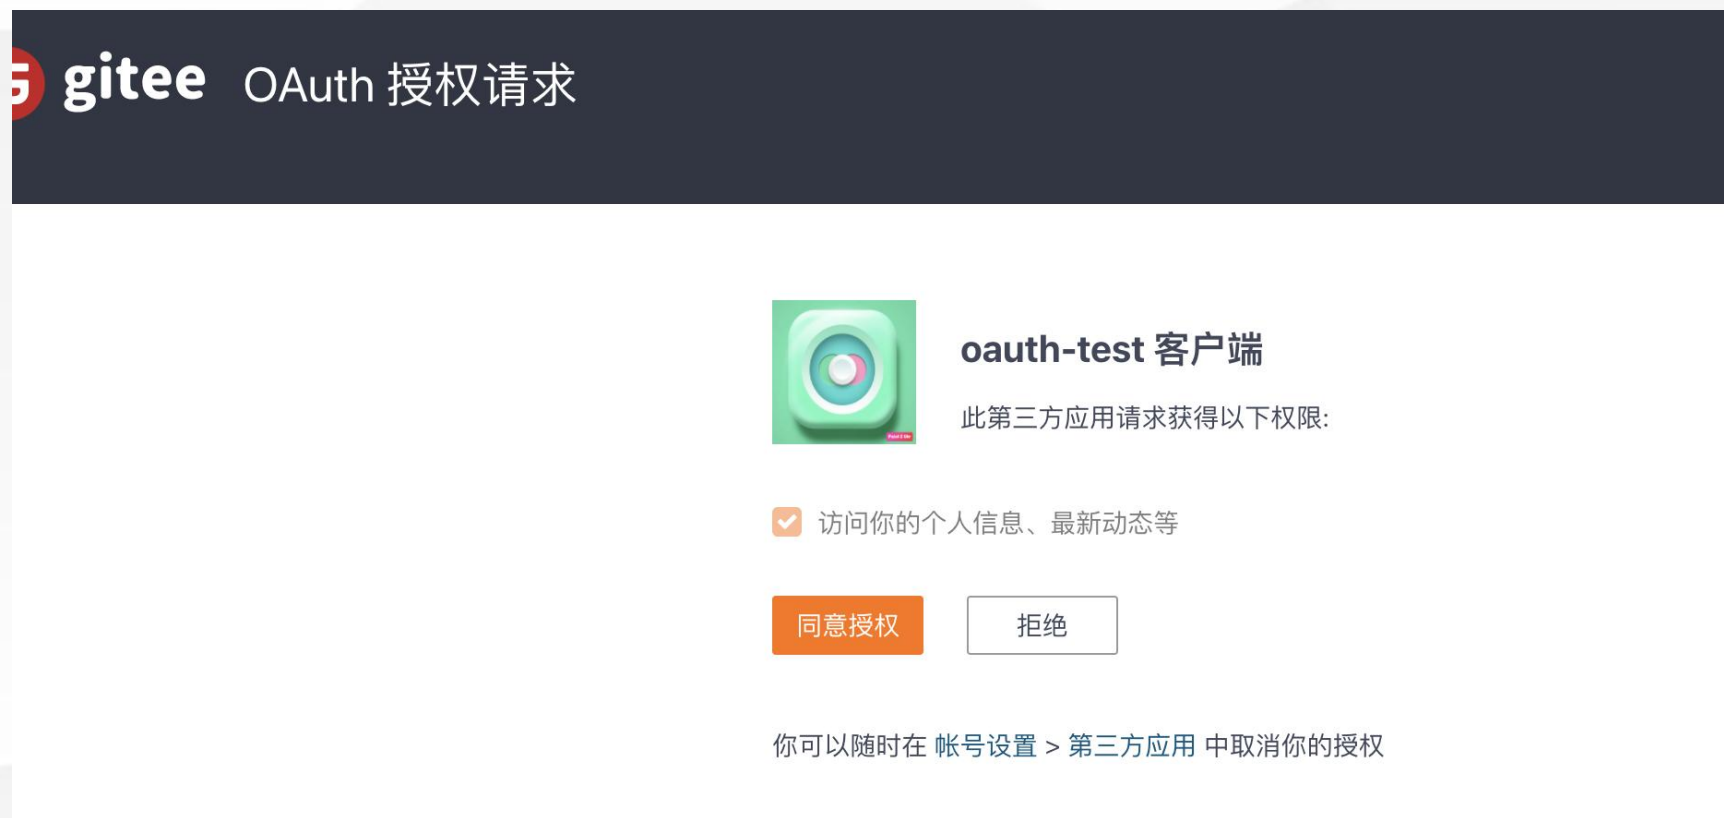 gitee OAuth 授权请求
oauth-test 客户端
此第三方应用请求获得以下权限:
访问你的个人信息、最新动态等
同意授权 拒绝
你可以随时在 帐号设置 > 第三方应用 中取消你的授权